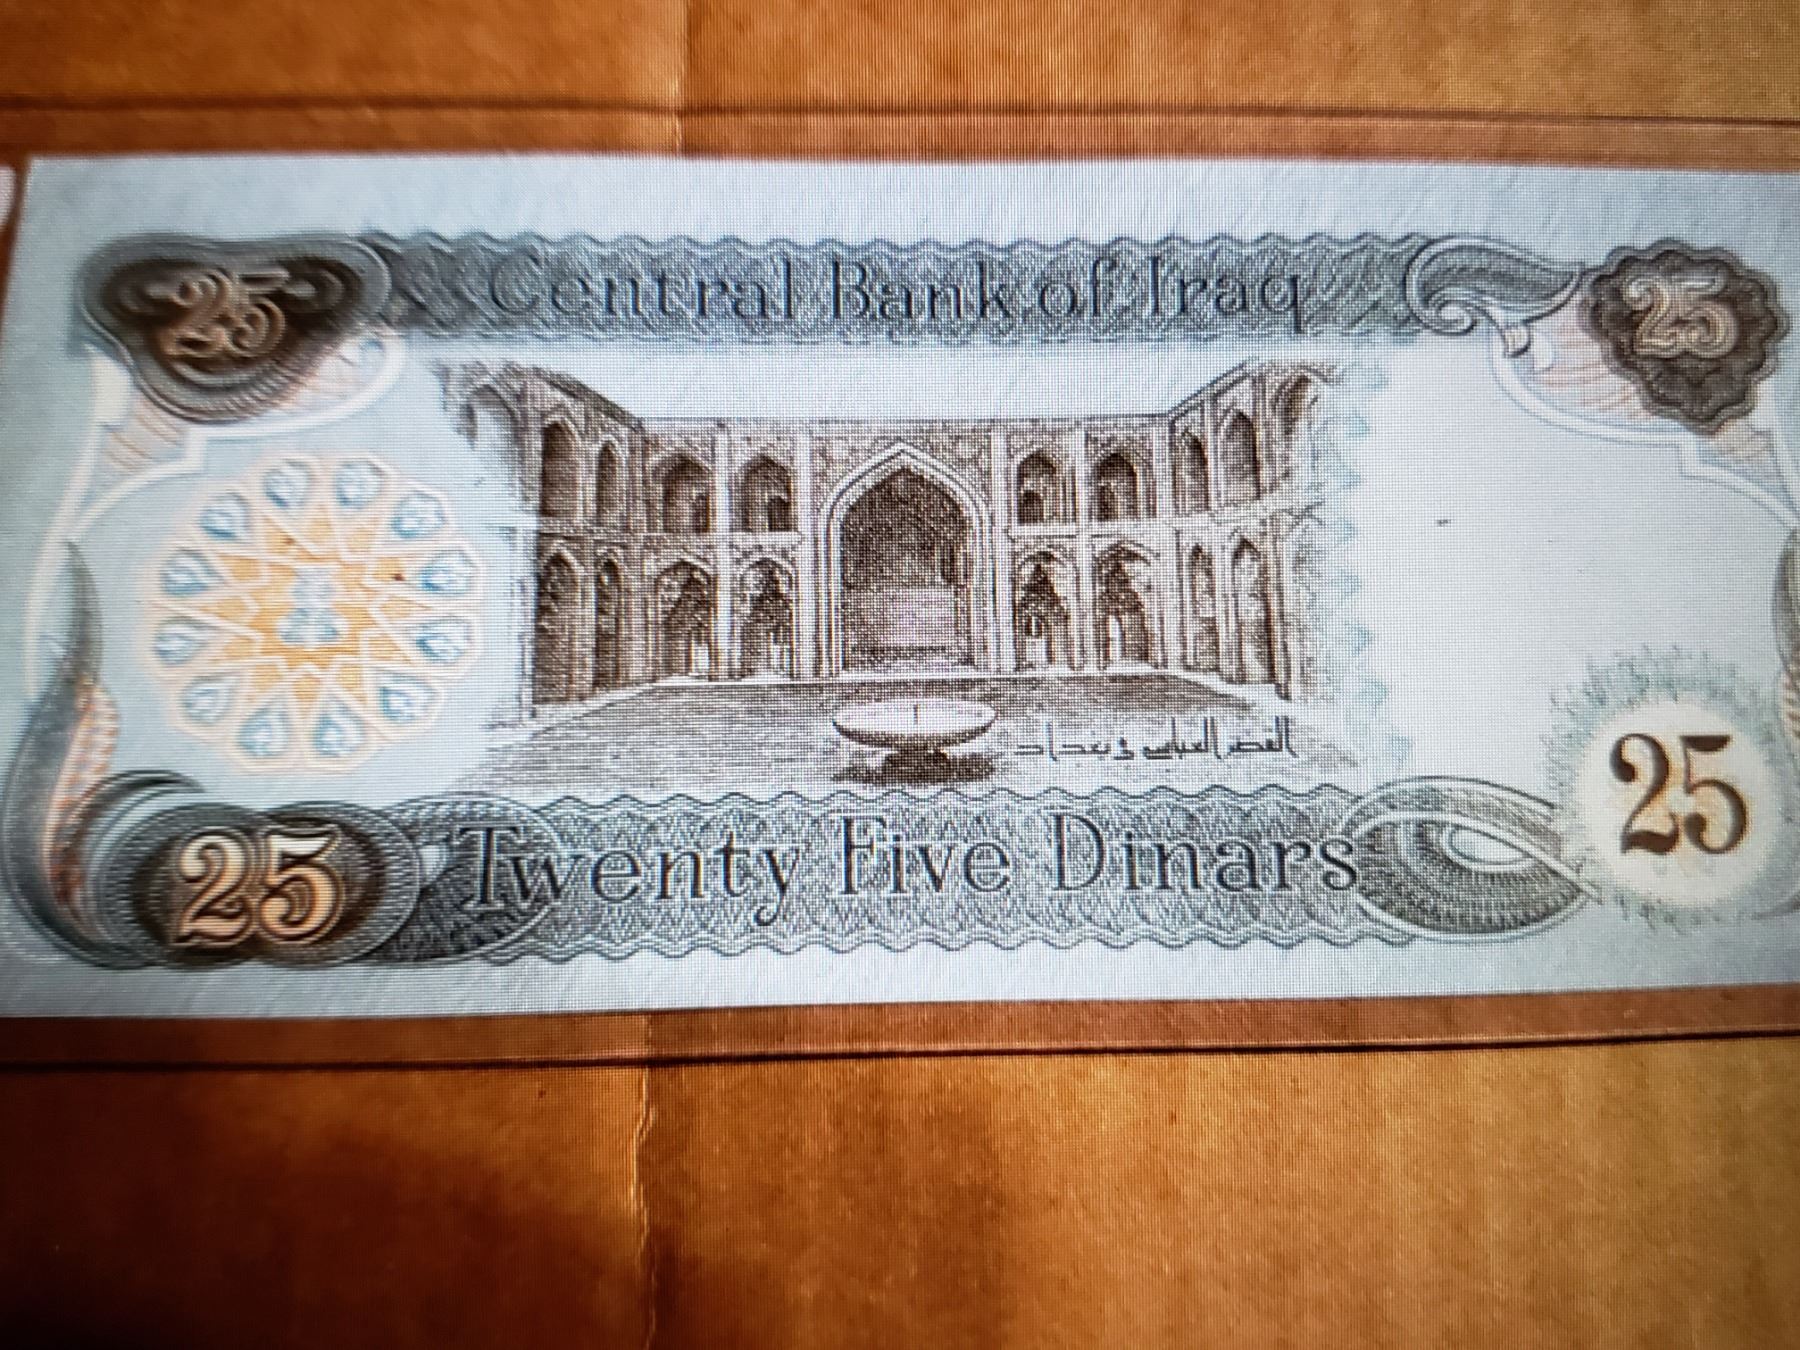 25 Central Bank of Iraq 25
القصر العباسي في بغداد
25 Twenty Five Dinars 25